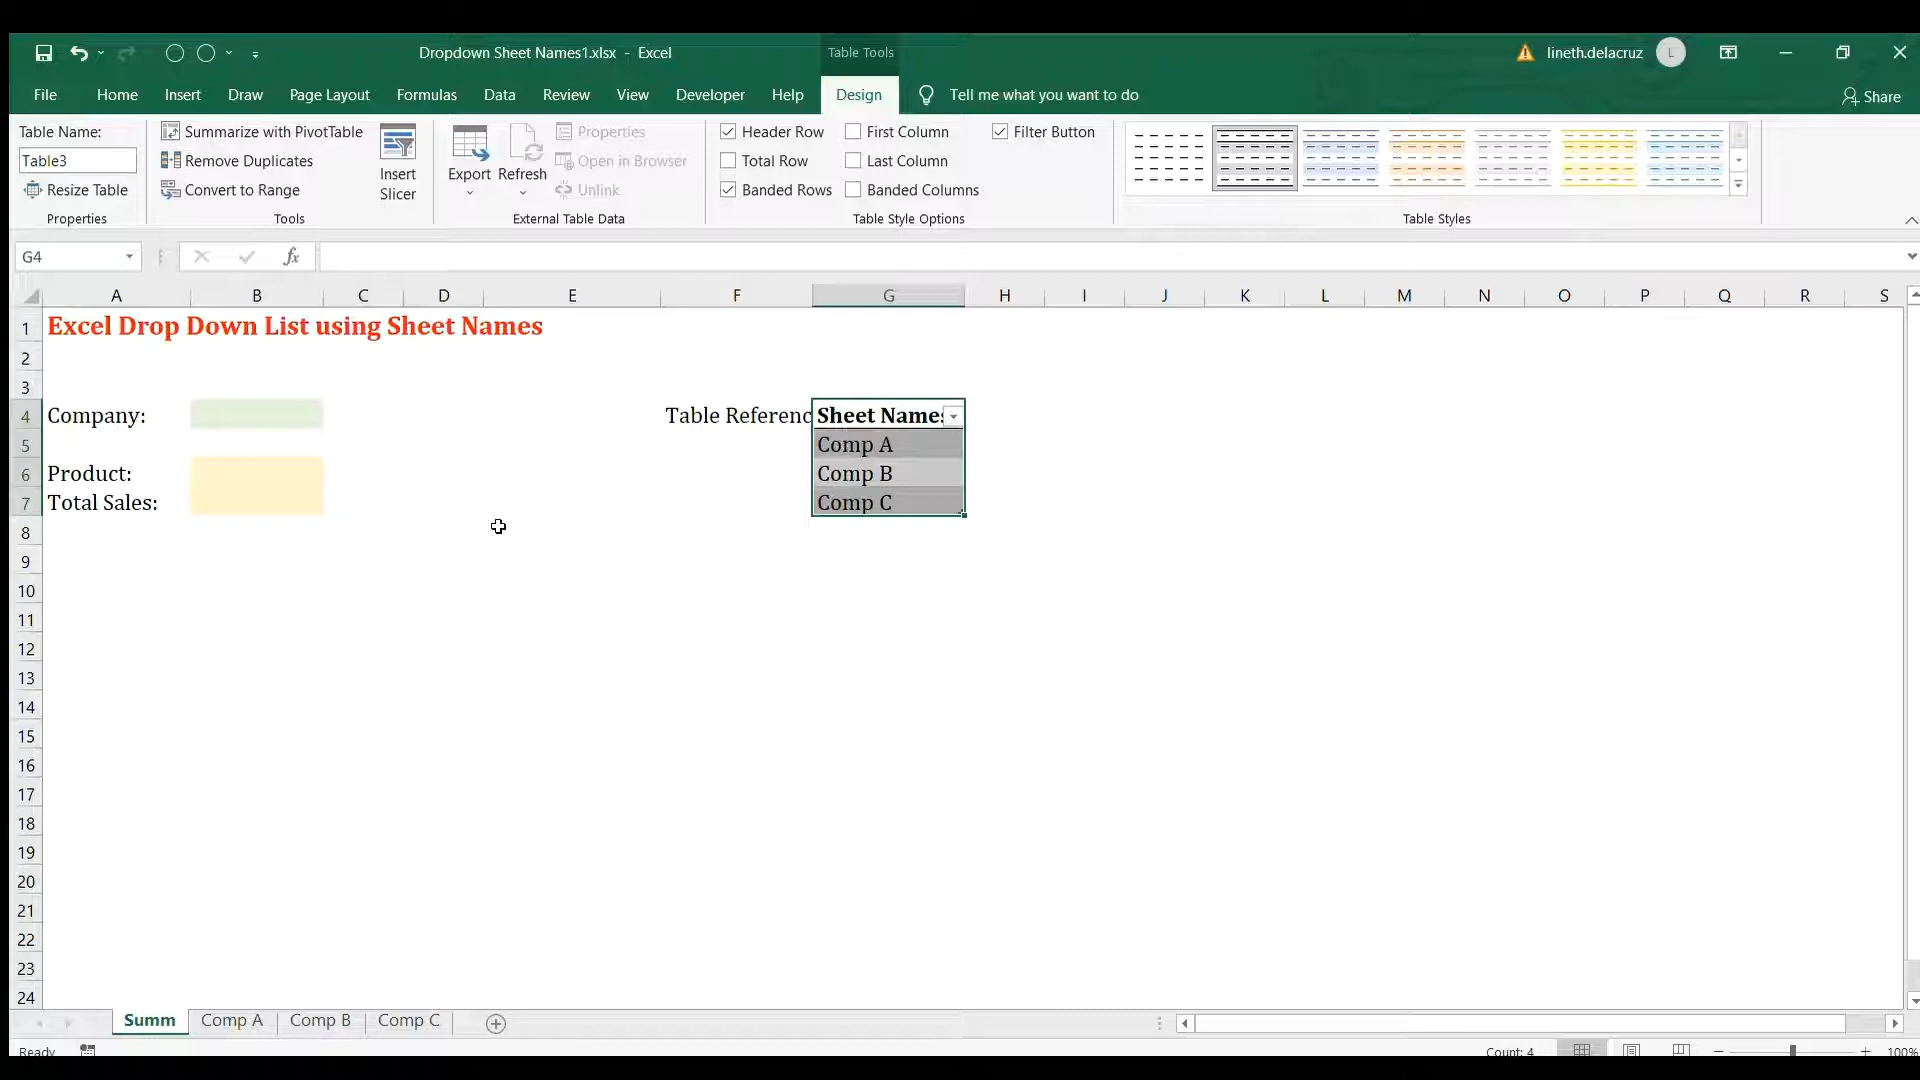 Dropdown Sheet Names1.xlsx - Excel
Table Tools
lineth.delacruz
L
File
Home
Insert
Draw
Page Layout
Formulas
Data
Review
View
Developer
Help
Design
Tell me what you want to do
Share
Table Name:
Table3
Resize Table
Properties
Summarize with PivotTable
Remove Duplicates
Convert to Range
Tools
Insert
Slicer
Export
Refresh
Properties
Open in Browser
Unlink
External Table Data
Header Row
Total Row
Banded Rows
First Column
Last Column
Banded Columns
Filter Button
Table Style Options
Table Styles
G4
fx
A B C D E F G H I J K L M N O P Q R S
1 Excel Drop Down List using Sheet Names
2
3
4 Company: Table Referenc Sheet Names
5 Comp A
6 Product: Comp B
7 Total Sales: Comp C
8
9
10
11
12
13
14
15
16
17
18
19
20
21
22
23
24
Summ
Comp A
Comp B
Comp C
Ready
Count: 4
100%